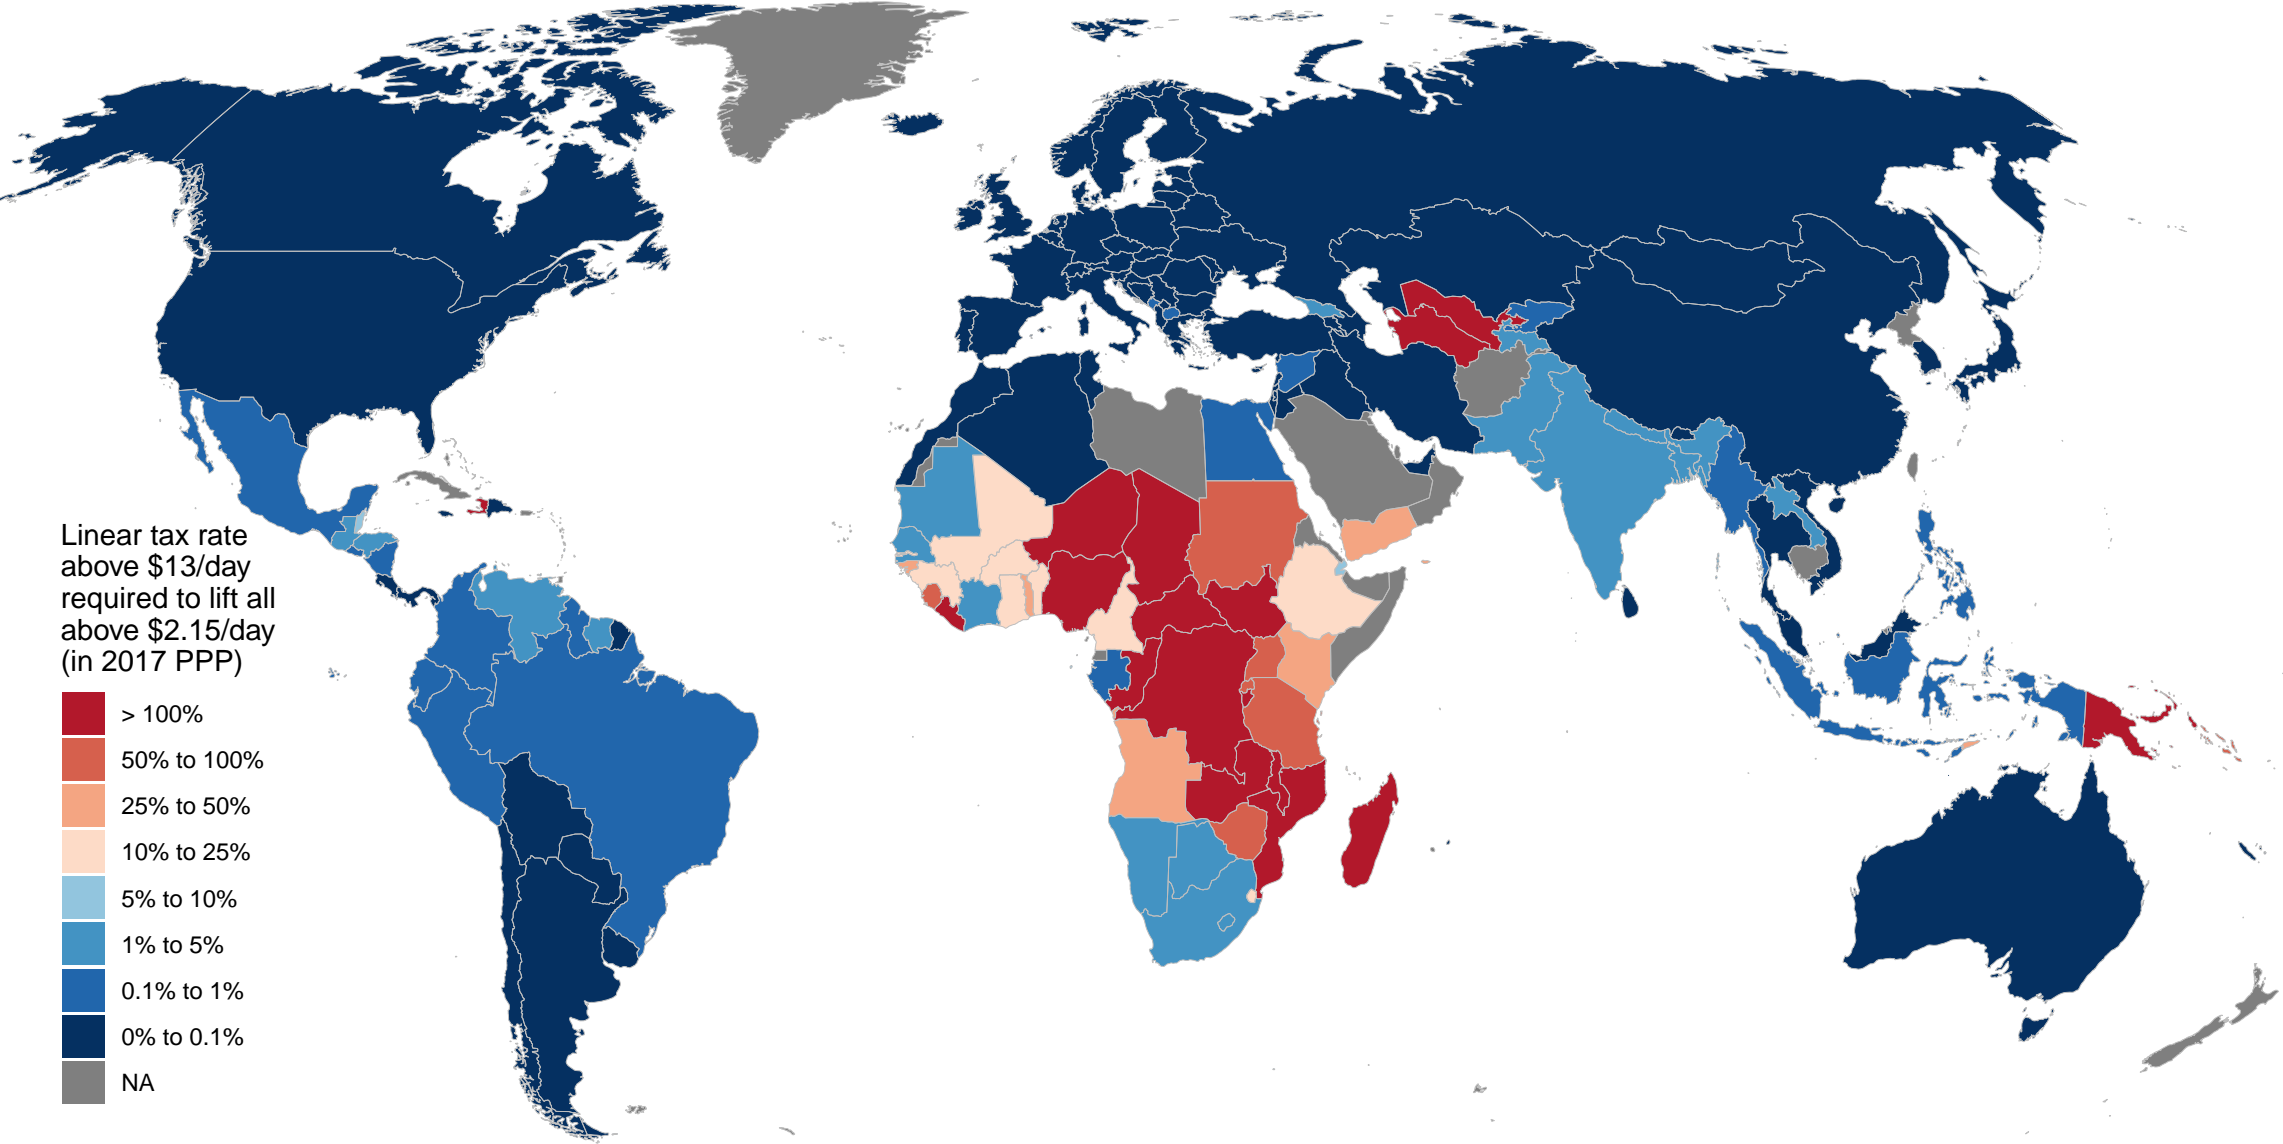 Linear tax rate
above $13/day
required to lift all
above $2.15/day
(in 2017 PPP)
> 100%
50% to 100%
25% to 50%
10% to 25%
5% to 10%
1% to 5%
0.1% to 1%
0% to 0.1%
NA